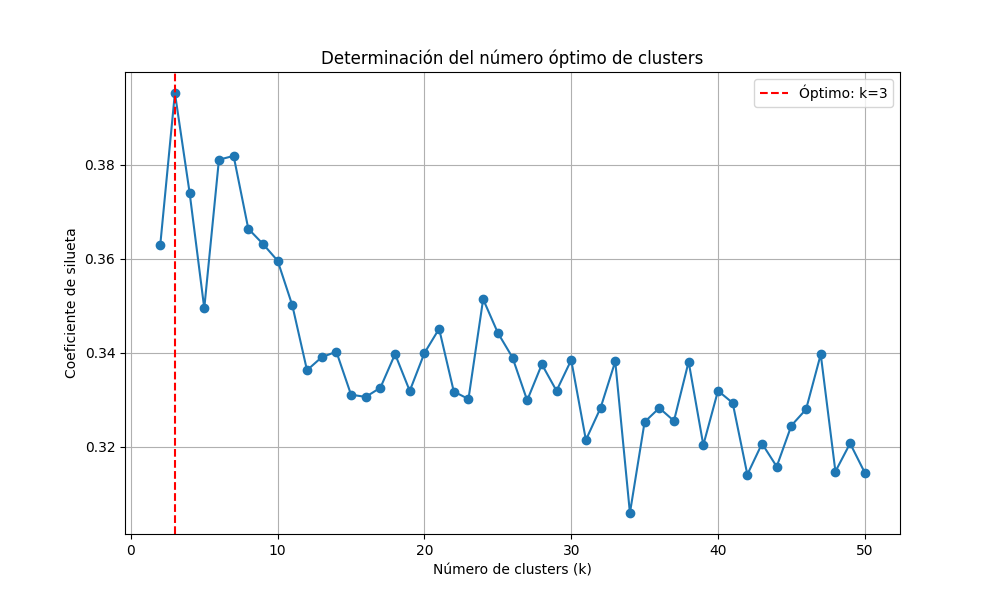 Determinación del número óptimo de clusters
Óptimo: k=3
Coeficiente de silueta
0.38
0.36
0.34
0.32
0
10
20
30
40
50
Número de clusters (k)